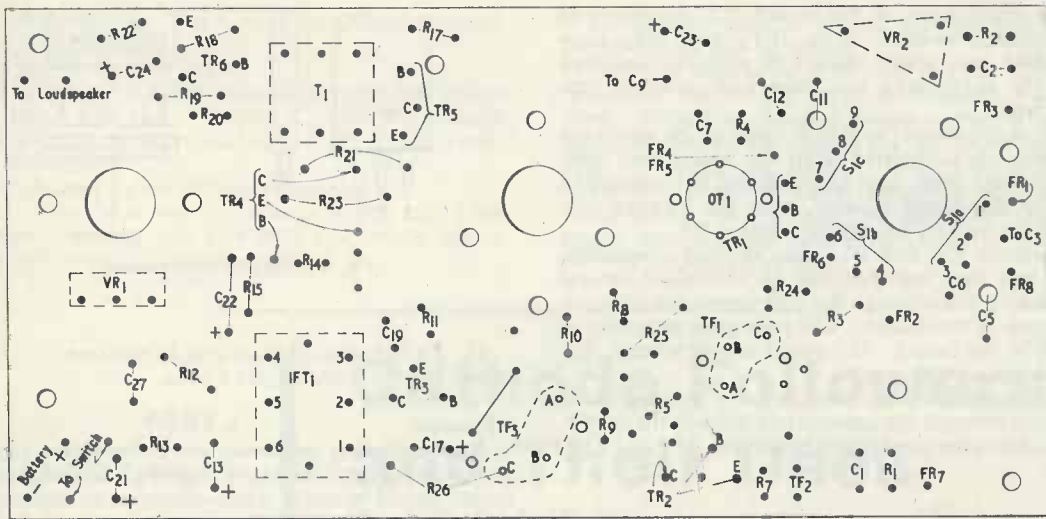 R22
E
R18
TR6
B
C24
+
C
To Loudspeaker
R19
R20
T1
R17
B
C
E
TR5
+
C23
To C9
C12
C11
VR2
R2
C2
FR3
C7
R4
9
8
7
S1c
FR4
FR5
R21
TR4
C
E
B
R23
OT1
TR1
E
B
C
FR1
S1a
1
2
3
To C3
S1b
6
5
4
FR6
FR8
C6
C5
R14
VR1
C22
+
R15
R24
R3
FR2
C19
R11
R10
R8
R25
TF1
C
B
A
4
3
IFT1
5
2
6
1
E
TR3
C
B
C27
R12
A
TF3
B
C
R9
R5
B
R13
C17
+
Battery
+
-
Switch
C21
+
C13
+
R26
C
TR2
E
R7
TF2
C1
R1
FR7